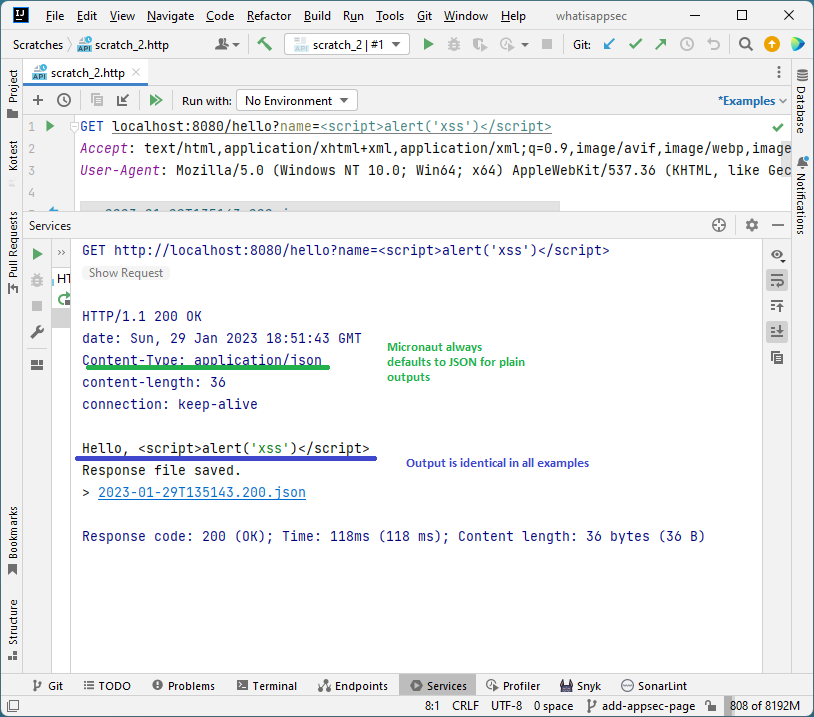 File Edit View Navigate Code Refactor Build Run Tools Git Window Help whatisappsec
Scratches API scratch_2.http API scratch_2 | #1 Git:
API scratch_2.http
Run with: No Environment *Examples
1 GET localhost:8080/hello?name=<script>alert('xss')</script>
2 Accept: text/html,application/xhtml+xml,application/xml;q=0.9,image/avif,image/webp,image
3 User-Agent: Mozilla/5.0 (Windows NT 10.0; Win64; x64) AppleWebKit/537.36 (KHTML, like Gec
4
Project
Kotest
Pull Requests
Bookmarks
Structure
Database
Notifications
Services
GET http://localhost:8080/hello?name=<script>alert('xss')</script>
HT
Show Request
HTTP/1.1 200 OK
date: Sun, 29 Jan 2023 18:51:43 GMT
Content-Type: application/json
content-length: 36
connection: keep-alive
Micronaut always
defaults to JSON for plain
outputs
Hello, <script>alert('xss')</script>
Output is identical in all examples
Response file saved.
> 2023-01-29T135143.200.json
Response code: 200 (OK); Time: 118ms (118 ms); Content length: 36 bytes (36 B)
Git TODO Problems Terminal Endpoints Services Profiler Snyk SonarLint
8:1 CRLF UTF-8 0 space add-appsec-page 808 of 8192M